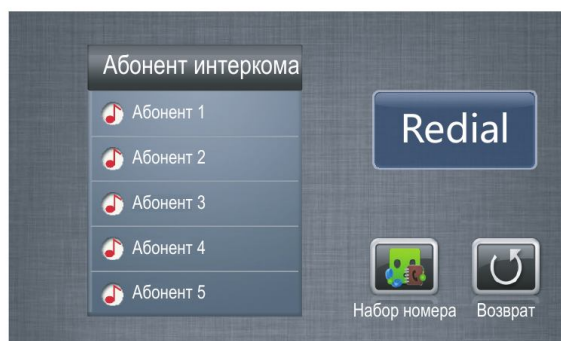 Абонент интеркома
Абонент 1
Абонент 2
Абонент 3
Абонент 4
Абонент 5
Redial
Набор номера
Возврат